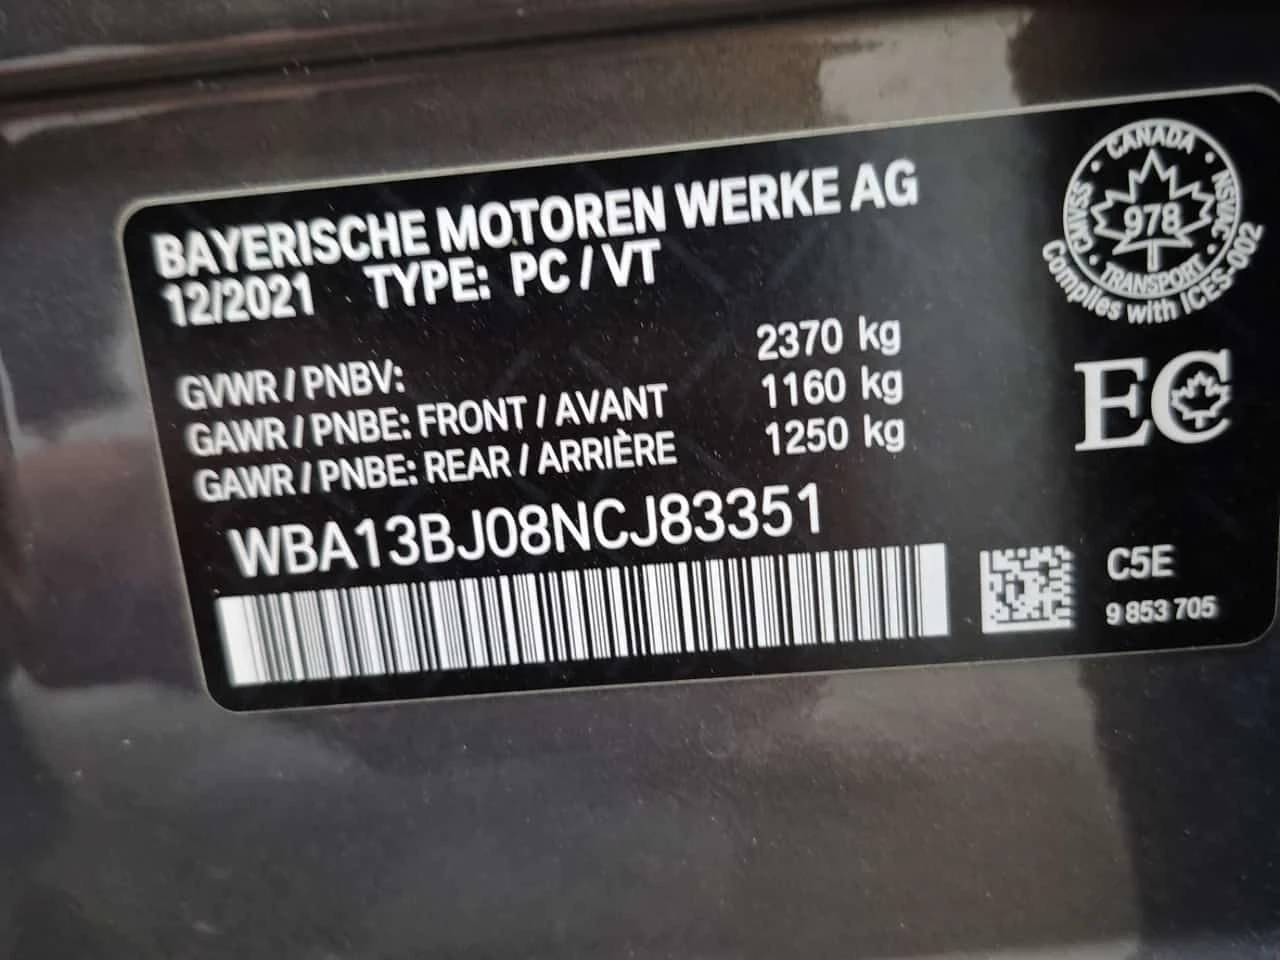 BAYERISCHE MOTOREN WERKE AG
12/2021 TYPE: PC / VT
GVWR / PNBV: 2370 kg
GAWR / PNBE: FRONT / AVANT 1160 kg
GAWR / PNBE: REAR / ARRIÈRE 1250 kg
WBA13BJ08NCJ83351
CANADA
CMVSS
978
NSVAC
TRANSPORT
Complies with ICES-002
EC
C5E
9 853 705